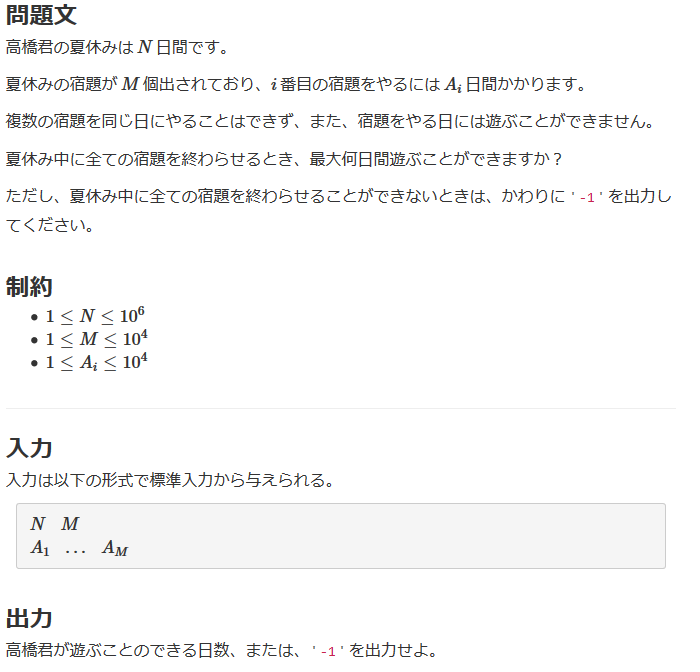 問題文
高橋君の夏休みは N 日間です。
夏休みの宿題が M 個出されており、i 番目の宿題をやるには A_i 日間かかります。
複数の宿題を同じ日にやることはできず、また、宿題をやる日には遊ぶことができません。
夏休み中に全ての宿題を終わらせるとき、最大何日間遊ぶことができますか？
ただし、夏休み中に全ての宿題を終わらせることができないときは、かわりに ' -1 ' を出力し
てください。
制約
• 1 ≤ N ≤ 10^6
• 1 ≤ M ≤ 10^4
• 1 ≤ A_i ≤ 10^4
入力
入力は以下の形式で標準入力から与えられる。
N M
A_1 … A_M
出力
高橋君が遊ぶことのできる日数、または、' -1 ' を出力せよ。